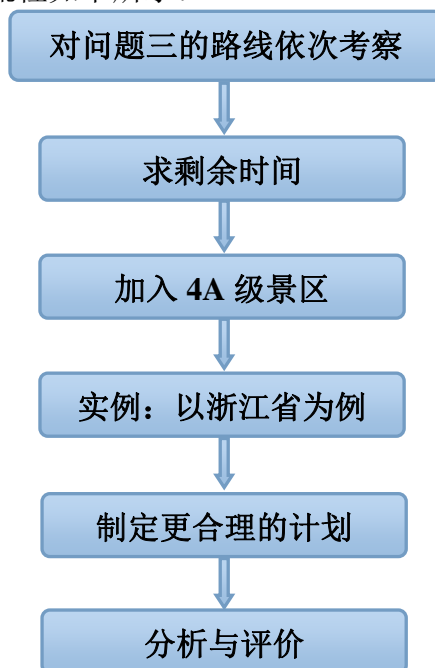 对问题三的路线依次考察
求剩余时间
加入 4A 级景区
实例：以浙江省为例
制定更合理的计划
分析与评价